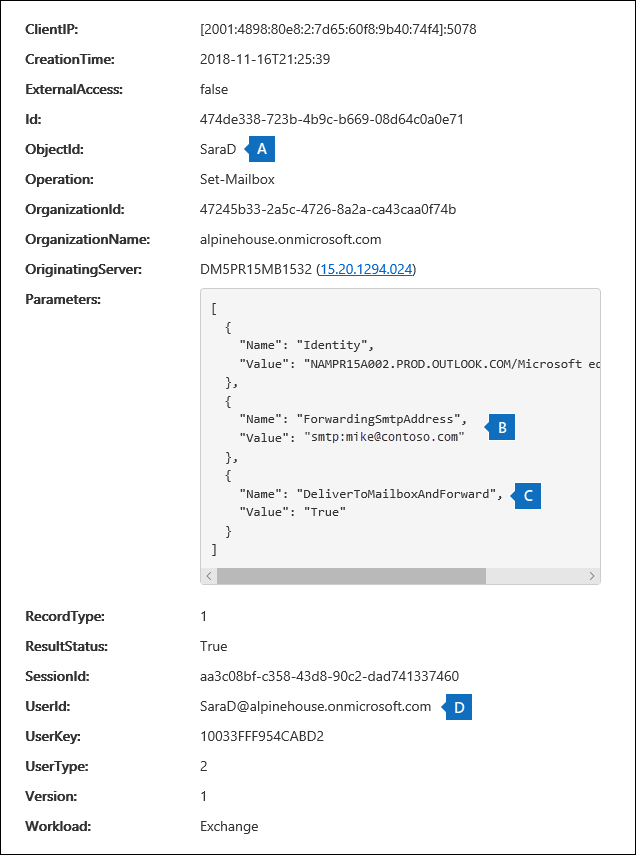 ClientIP: [2001:4898:80e8:2:7d65:60f8:9b40:74f4]:5078
CreationTime: 2018-11-16T21:25:39
ExternalAccess: false
Id: 474de338-723b-4b9c-b669-08d64c0a0e71
ObjectId: SaraD A
Operation: Set-Mailbox
OrganizationId: 47245b33-2a5c-4726-8a2a-ca43caa0f74b
OrganizationName: alpinehouse.onmicrosoft.com
OriginatingServer: DM5PR15MB1532 (15.20.1294.024)
Parameters:
[
{
"Name": "Identity",
"Value": "NAMPR15A002.PROD.OUTLOOK.COM/Microsoft
},
{
"Name": "ForwardingSmtpAddress", B
"Value": "smtp:mike@contoso.com"
},
{
"Name": "DeliverToMailboxAndForward", C
"Value": "True"
}
]
RecordType: 1
ResultStatus: True
SessionId: aa3c08bf-c358-43d8-90c2-dad741337460
UserId: SaraD@alpinehouse.onmicrosoft.com D
UserKey: 10033FFF954CABD2
UserType: 2
Version: 1
Workload: Exchange